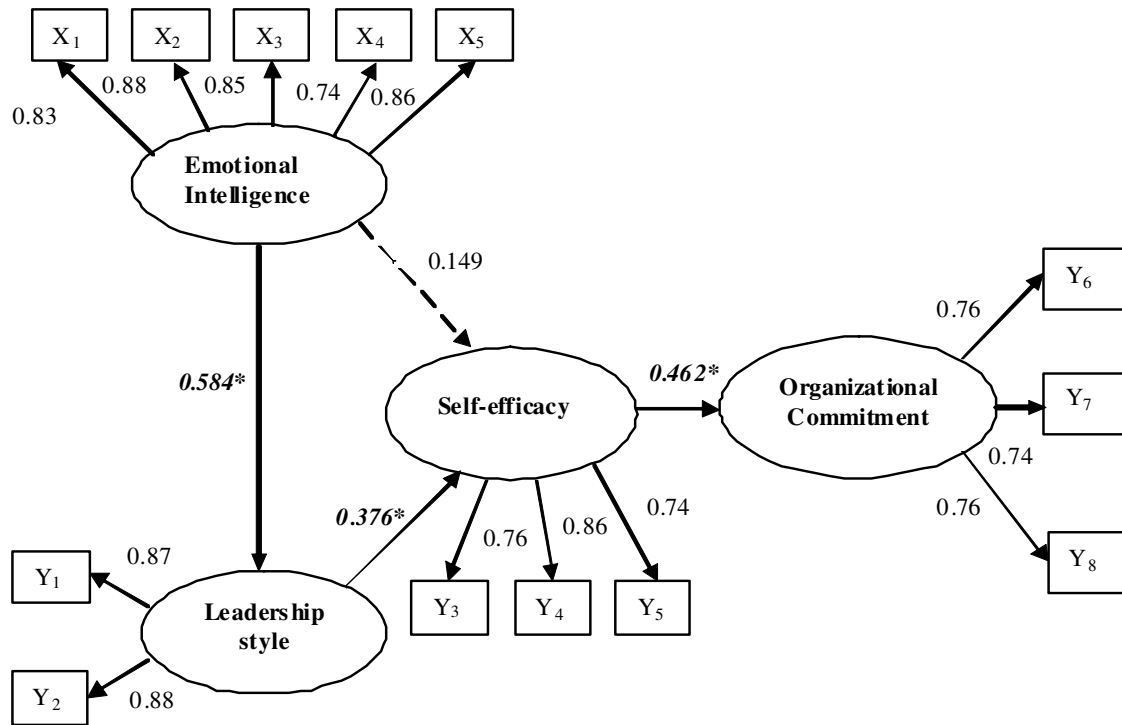 X1 X2 X3 X4 X5
0.83 0.88 0.85 0.74 0.86
Emotional
Intelligence
0.149
Y6
0.76
0.584*
Self-efficacy
0.462*
Organizational
Commitment
Y7
0.74
0.376*
0.76 0.86 0.74
0.76
Y3 Y4 Y5
Y8
0.87
Y1
Leadership
style
Y2
0.88